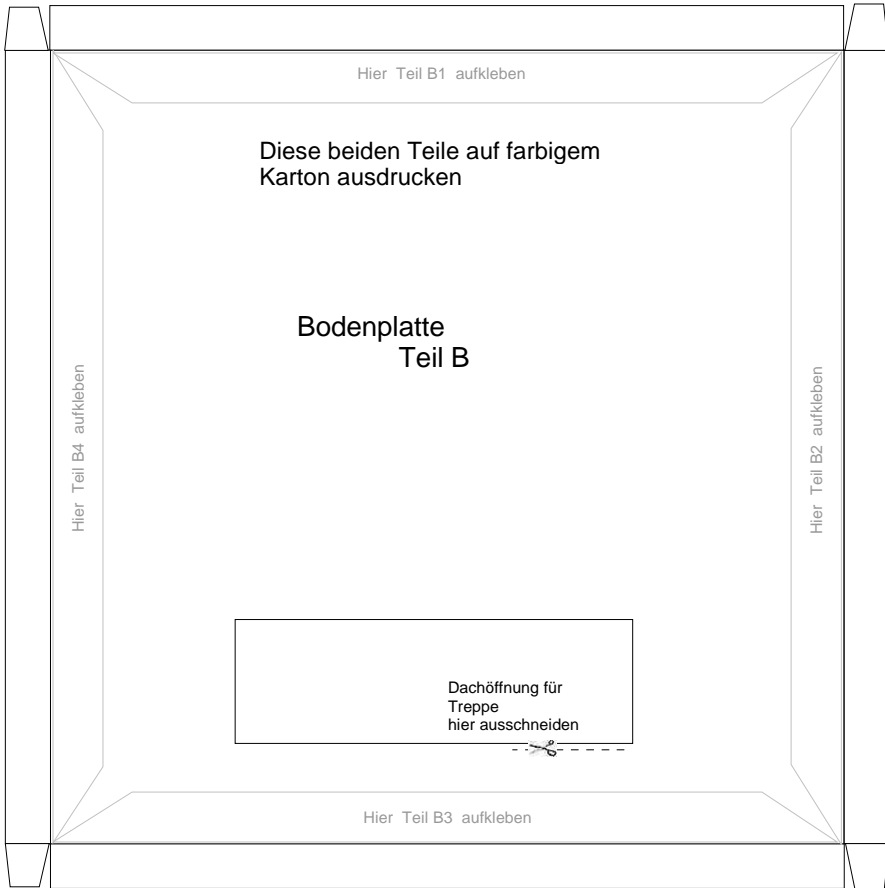 Hier Teil B1 aufkleben
Diese beiden Teile auf farbigem
Karton ausdrucken
Bodenplatte
Teil B
Hier Teil B4 aufkleben
Hier Teil B2 aufkleben
Dachöffnung für
Treppe
hier ausschneiden
Hier Teil B3 aufkleben